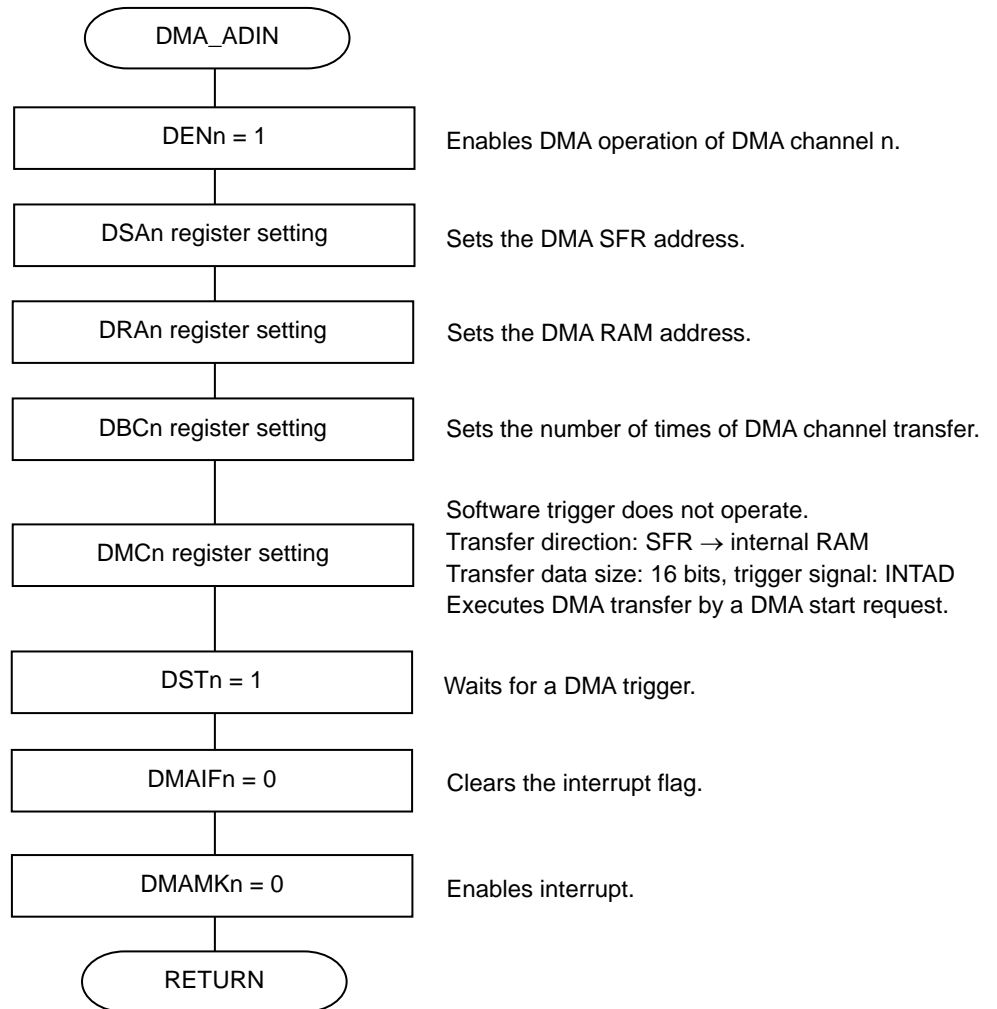 DMA_ADIN
DENn = 1
Enables DMA operation of DMA channel n.
DSAn register setting
Sets the DMA SFR address.
DRAn register setting
Sets the DMA RAM address.
DBCn register setting
Sets the number of times of DMA channel transfer.
DMCn register setting
Software trigger does not operate.
Transfer direction: SFR → internal RAM
Transfer data size: 16 bits, trigger signal: INTAD
Executes DMA transfer by a DMA start request.
DSTn = 1
Waits for a DMA trigger.
DMAIFn = 0
Clears the interrupt flag.
DMAMKn = 0
Enables interrupt.
RETURN